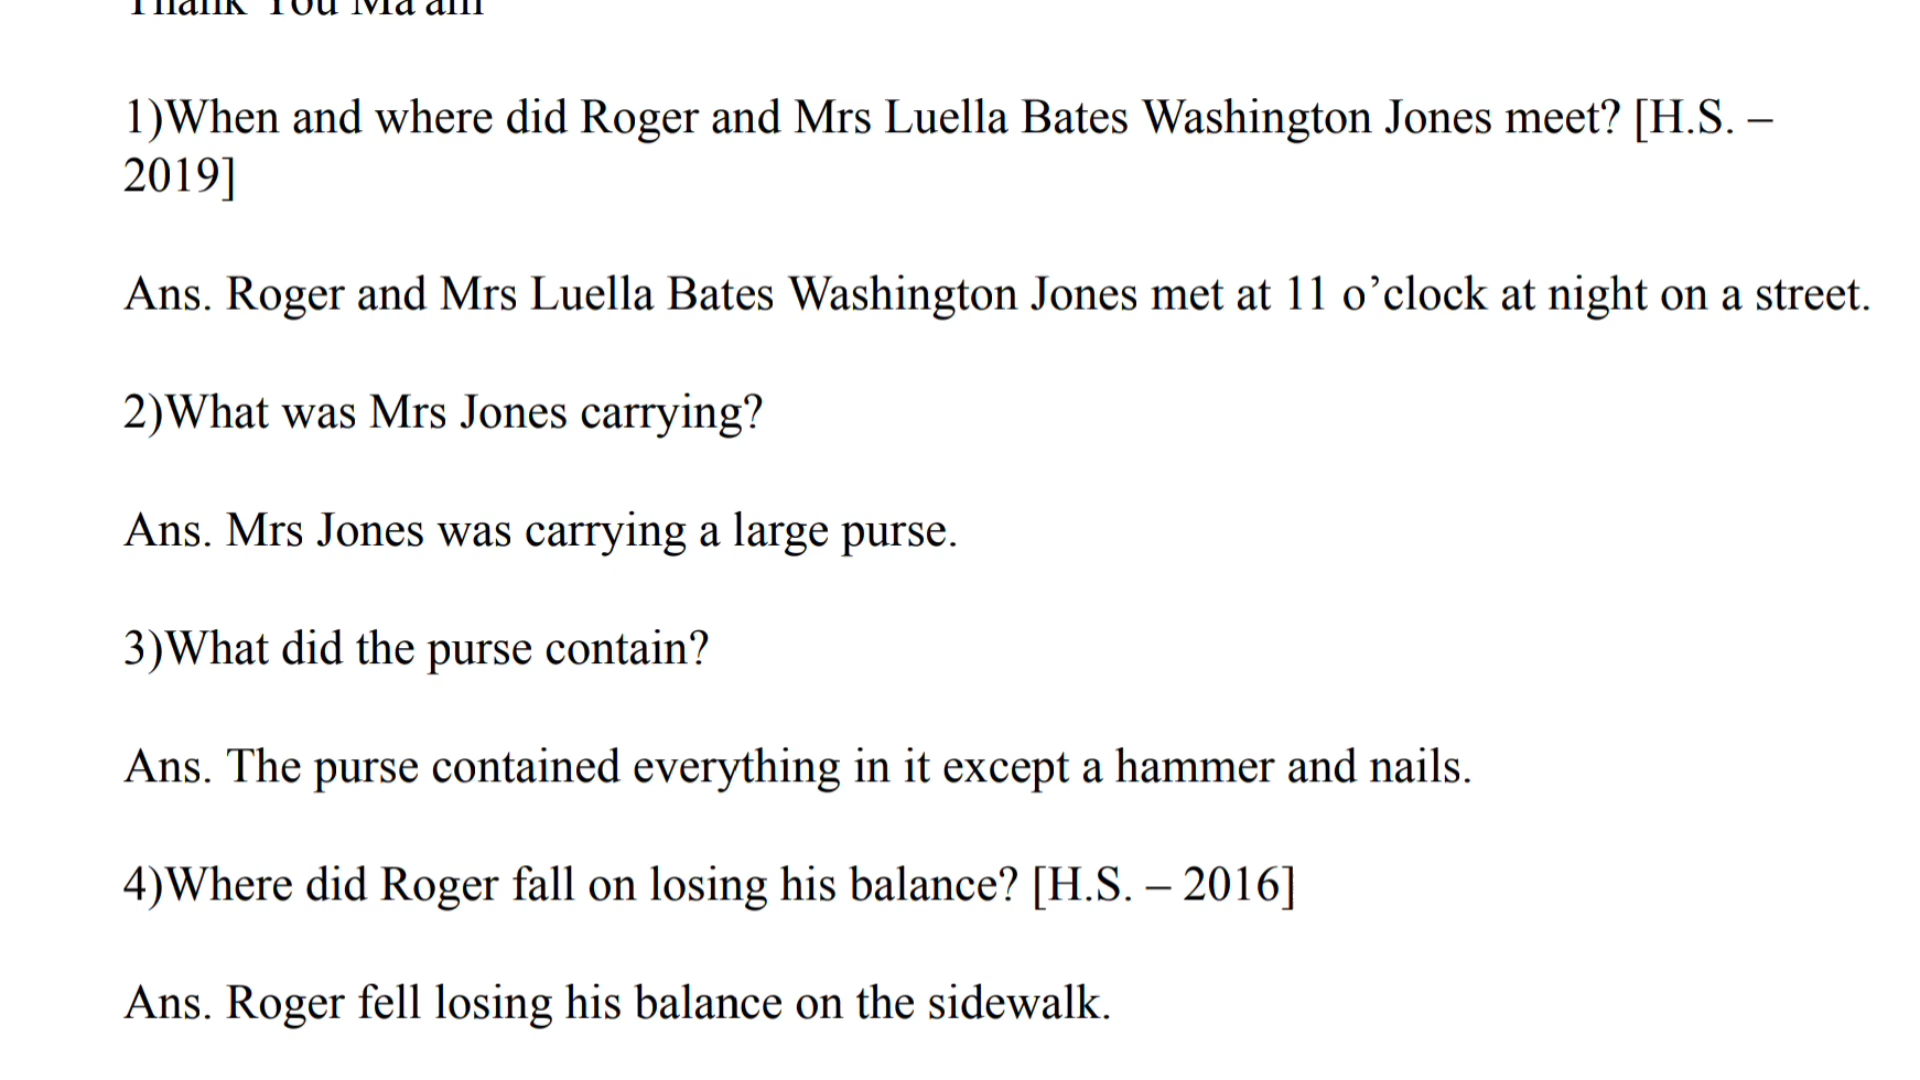 Thank You Ma'am
1)When and where did Roger and Mrs Luella Bates Washington Jones meet? [H.S. –
2019]
Ans. Roger and Mrs Luella Bates Washington Jones met at 11 o’clock at night on a street.
2)What was Mrs Jones carrying?
Ans. Mrs Jones was carrying a large purse.
3)What did the purse contain?
Ans. The purse contained everything in it except a hammer and nails.
4)Where did Roger fall on losing his balance? [H.S. – 2016]
Ans. Roger fell losing his balance on the sidewalk.